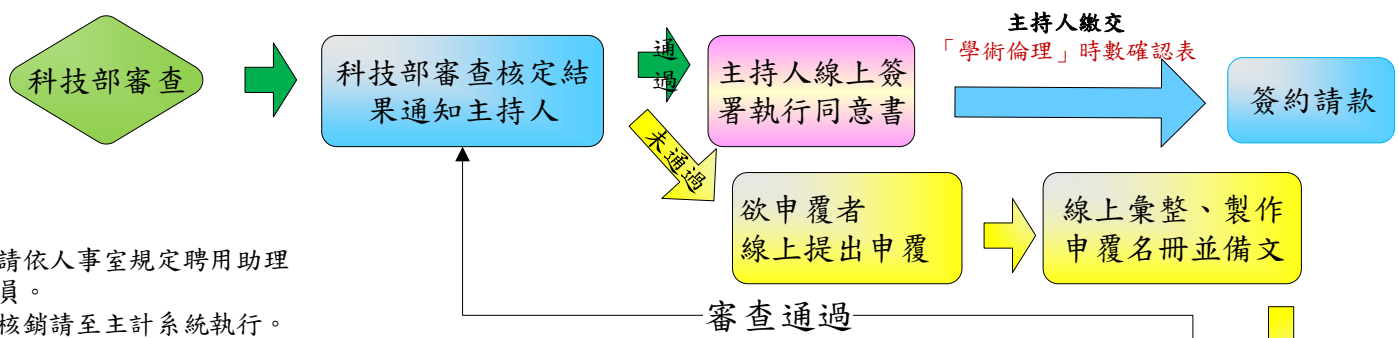 科技部審查
科技部審查核定結
果通知主持人
通
過
主持人線上簽
署執行同意書
主持人繳交
「學術倫理」時數確認表
簽約請款
未通過
欲申覆者
線上提出申覆
線上彙整、製作
申覆名冊並備文
請依人事室規定聘用助理
員。
核銷請至主計系統執行。
審查通過